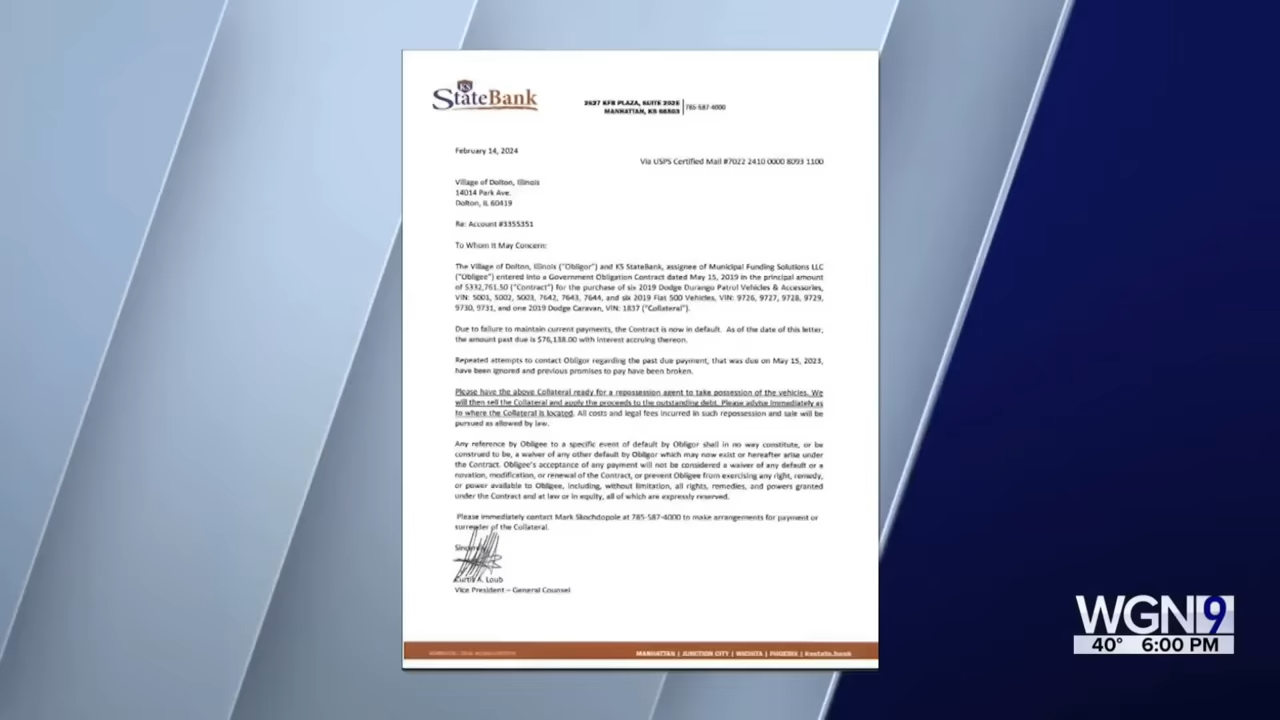 KS
StateBank
2627 KFB PLAZA, SUITE 202E
MANHATTAN, KS 66503
785-587-4000
February 14, 2024
Via USPS Certified Mail #7022 2410 0000 8093 1100
Village of Dolton, Illinois
14014 Park Ave.
Dolton, IL 60419
Re: Account #3355351
To Whom It May Concern:
The Village of Dolton, Illinois ("Obligor") and KS StateBank, assignee of Municipal Funding Solutions LLC
("Obligee") entered into a Government Obligation Contract dated May 15, 2019 in the principal amount
of $332,761.50 ("Contract") for the purchase of six 2019 Dodge Durango Patrol Vehicles & Accessories,
VIN: 5001, 5002, 5003, 7642, 7643, 7644, and six 2019 Fiat 500 Vehicles, VIN: 9726, 9727, 9728, 9729,
9730, 9731, and one 2019 Dodge Caravan, VIN: 1837 ("Collateral").
Due to failure to maintain current payments, the Contract is now in default. As of the date of this letter,
the amount past due is $76,138.00 with interest accruing thereon.
Repeated attempts to contact Obligor regarding the past due payment, that was due on May 15, 2023,
have been ignored and previous promises to pay have been broken.
Please have the above Collateral ready for a repossession agent to take possession of the vehicles. We
will then sell the Collateral and apply the proceeds to the outstanding debt. Please advise immediately as
to where the Collateral is located. All costs and legal fees incurred in such repossession and sale will be
pursued as allowed by law.
Any reference by Obligee to a specific event of default by Obligor shall in no way constitute, or be
construed to be, a waiver of any other default by Obligor which may now exist or hereafter arise under
the Contract. Obligee's acceptance of any payment will not be considered a waiver of any default or a
novation, modification, or renewal of the Contract, or prevent Obligee from exercising any right, remedy,
or power available to Obligee, including, without limitation, all rights, remedies, and powers granted
under the Contract and at law or in equity, all of which are expressly reserved.
Please immediately contact Mark Skochdopole at 785-587-4000 to make arrangements for payment or
surrender of the Collateral.
Sincerely,
Curtis A. Loub
Vice President – General Counsel
MANHATTAN | JUNCTION CITY | WICHITA | PHOENIX | ksstate.bank
WGN9
40° 6:00 PM